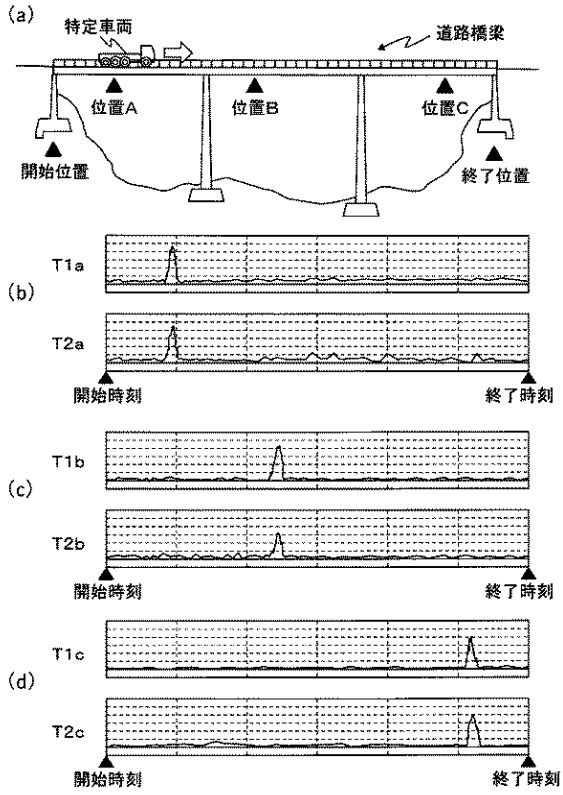 (a)
特定車両
道路橋梁
位置A
位置B
位置C
開始位置
終了位置
(b)
T1a
T2a
開始時刻
終了時刻
(c)
T1b
T2b
開始時刻
終了時刻
(d)
T1c
T2c
開始時刻
終了時刻